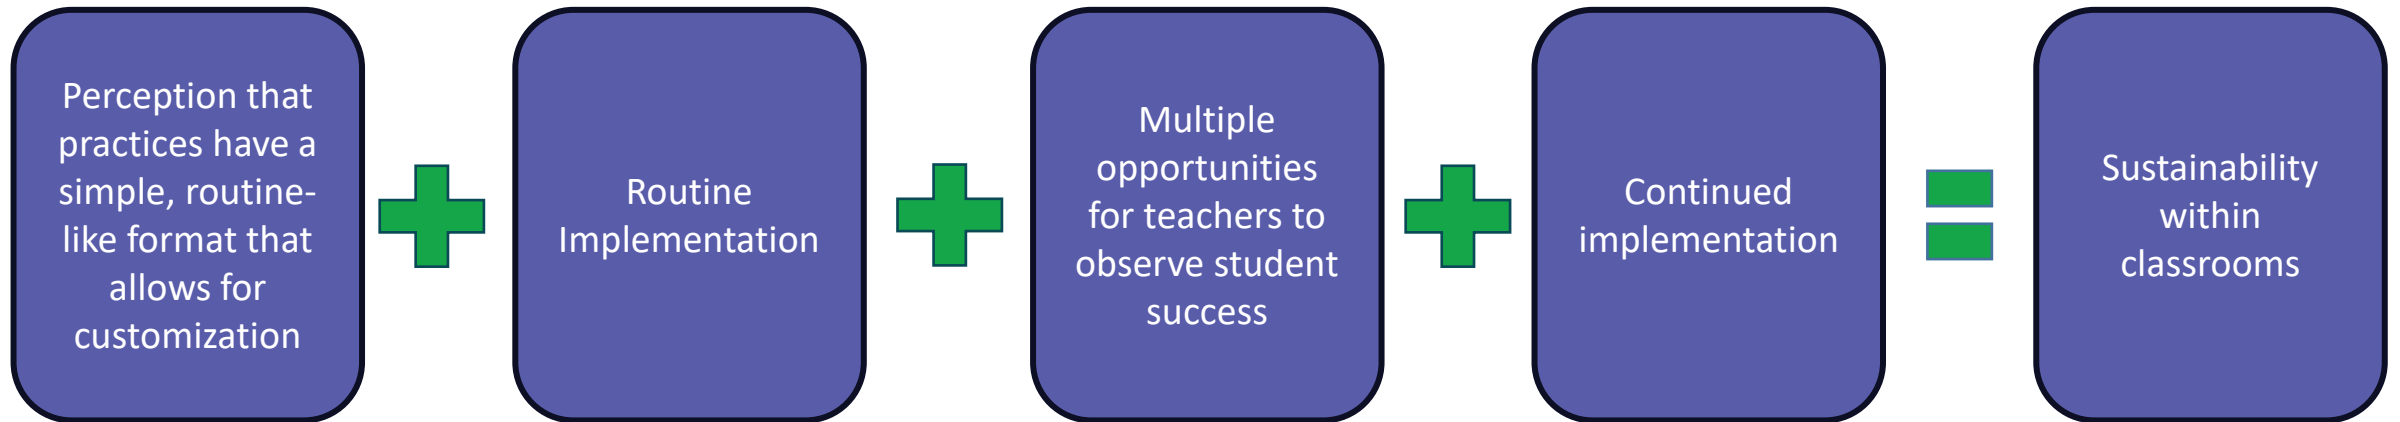 Perception that
practices have a
simple, routine-
like format that
allows for
customization
Routine
Implementation
Multiple
opportunities
for teachers to
observe student
success
Continued
implementation
Sustainability
within
classrooms